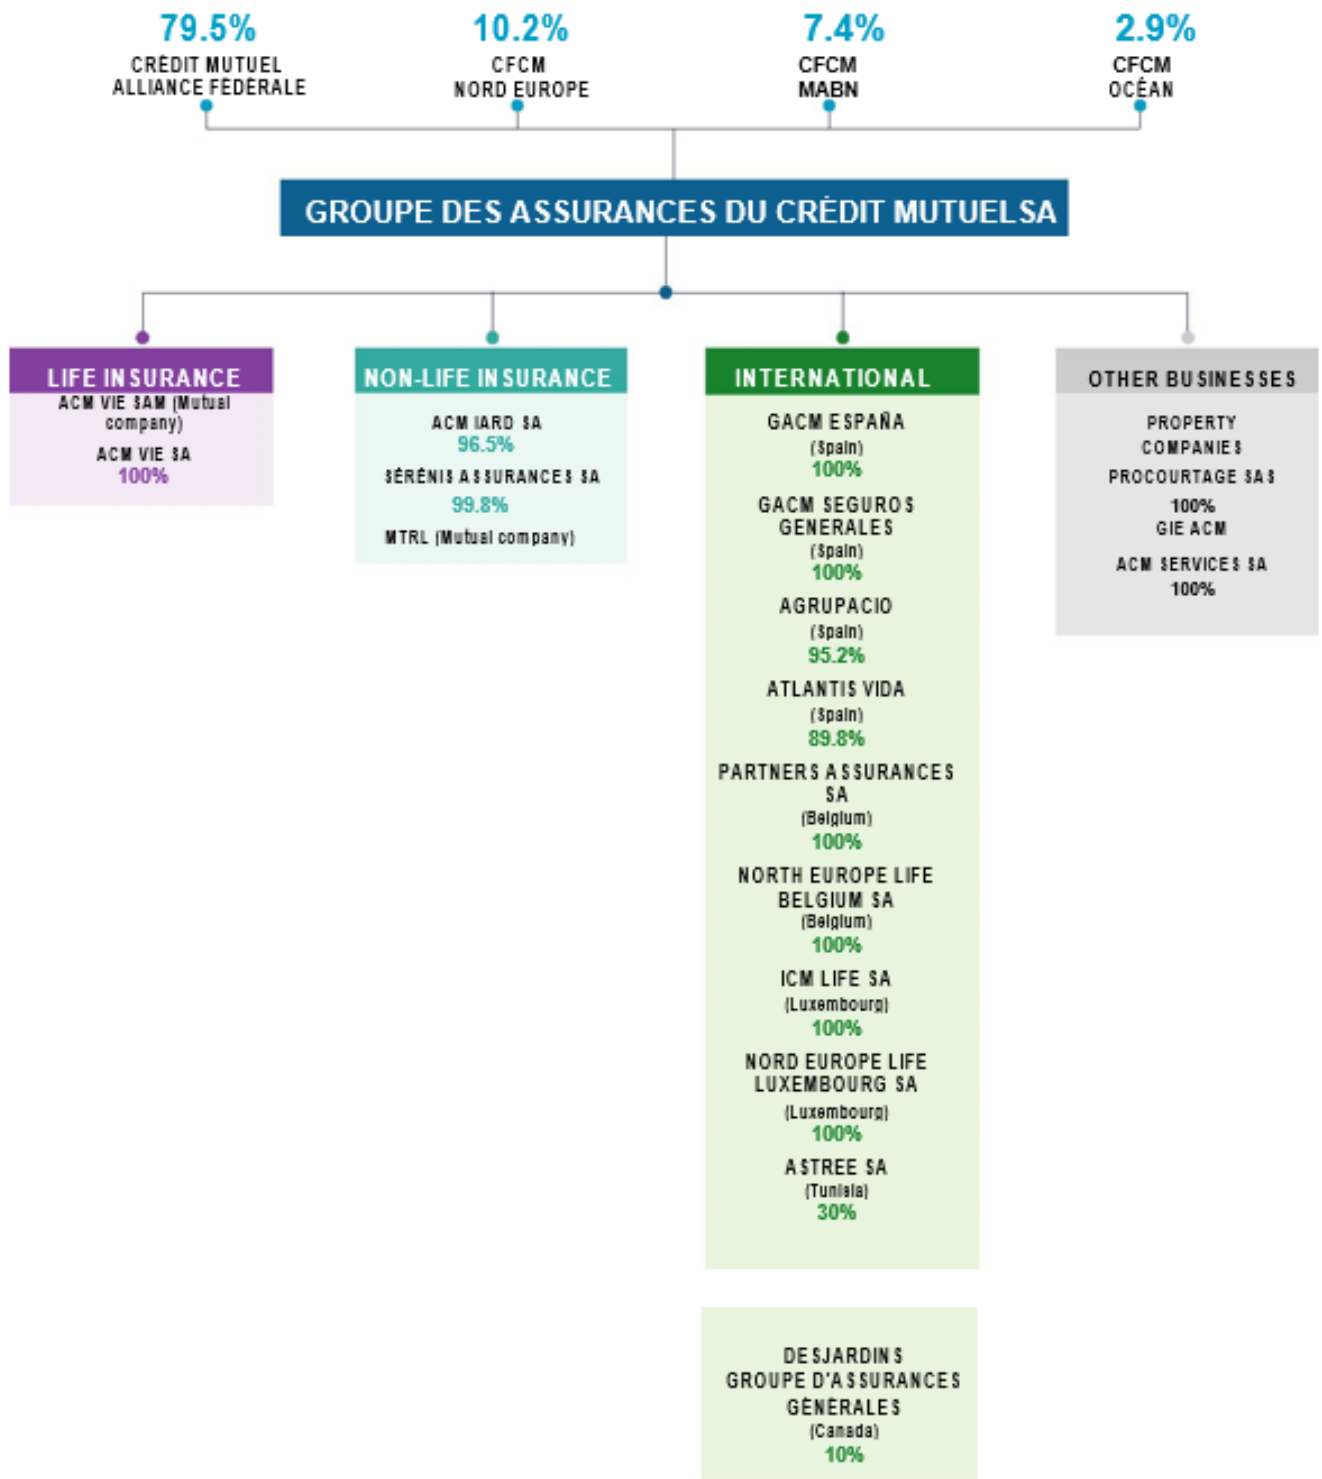 79.5%
CRÉDIT MUTUEL
ALLIANCE FÉDÉRALE
10.2%
CFCM
NORD EUROPE
7.4%
CFCM
MABN
2.9%
CFCM
OCÉAN
GROUPE DES ASSURANCES DU CRÉDIT MUTUEL SA
LIFE INSURANCE
ACM VIE SAM (Mutual
company)
ACM VIE SA
100%
NON-LIFE INSURANCE
ACM IARD SA
96.5%
SÉRÉNIS ASSURANCES SA
99.8%
MTRL (Mutual company)
INTERNATIONAL
GACM ESPAÑA
(Spain)
100%
GACM SEGUROS
GENERALES
(Spain)
100%
AGRUPACIO
(Spain)
95.2%
ATLANTIS VIDA
(Spain)
89.8%
PARTNERS ASSURANCES
SA
(Belgium)
100%
NORTH EUROPE LIFE
BELGIUM SA
(Belgium)
100%
ICM LIFE SA
(Luxembourg)
100%
NORD EUROPE LIFE
LUXEMBOURG SA
(Luxembourg)
100%
ASTREE SA
(Tunisia)
30%
DESJARDINS
GROUPE D'ASSURANCES
GÉNÉRALES
(Canada)
10%
OTHER BUSINESSES
PROPERTY
COMPANIES
PROCOURTAGE SAS
100%
GIE ACM
ACM SERVICES SA
100%